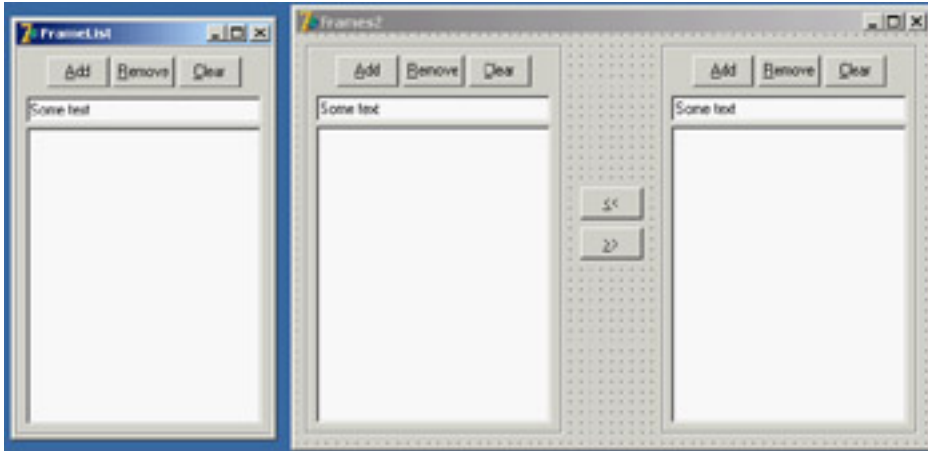 FrameList
Add Remove Clear
Some text
Frames2
Add Remove Clear
Some text
<<
>>
Add Remove Clear
Some text